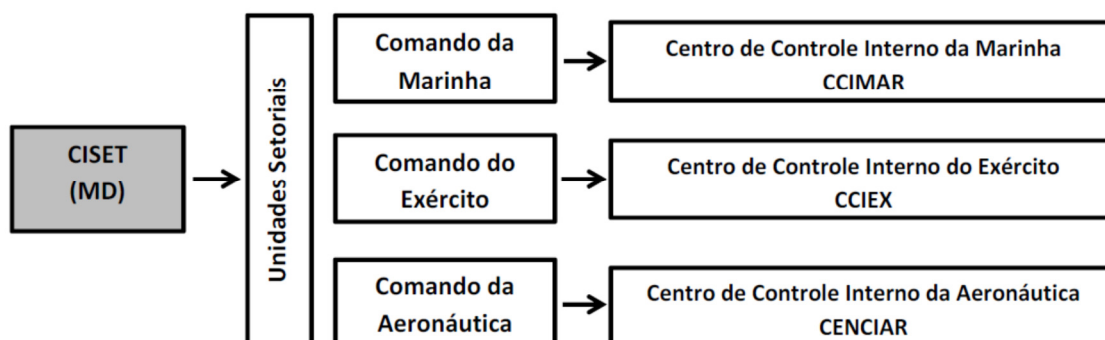 CISET
(MD)
Unidades Setoriais
Comando da
Marinha
Centro de Controle Interno da Marinha
CCIMAR
Comando do
Exército
Centro de Controle Interno do Exército
CCIEX
Comando da
Aeronáutica
Centro de Controle Interno da Aeronáutica
CENCIAR